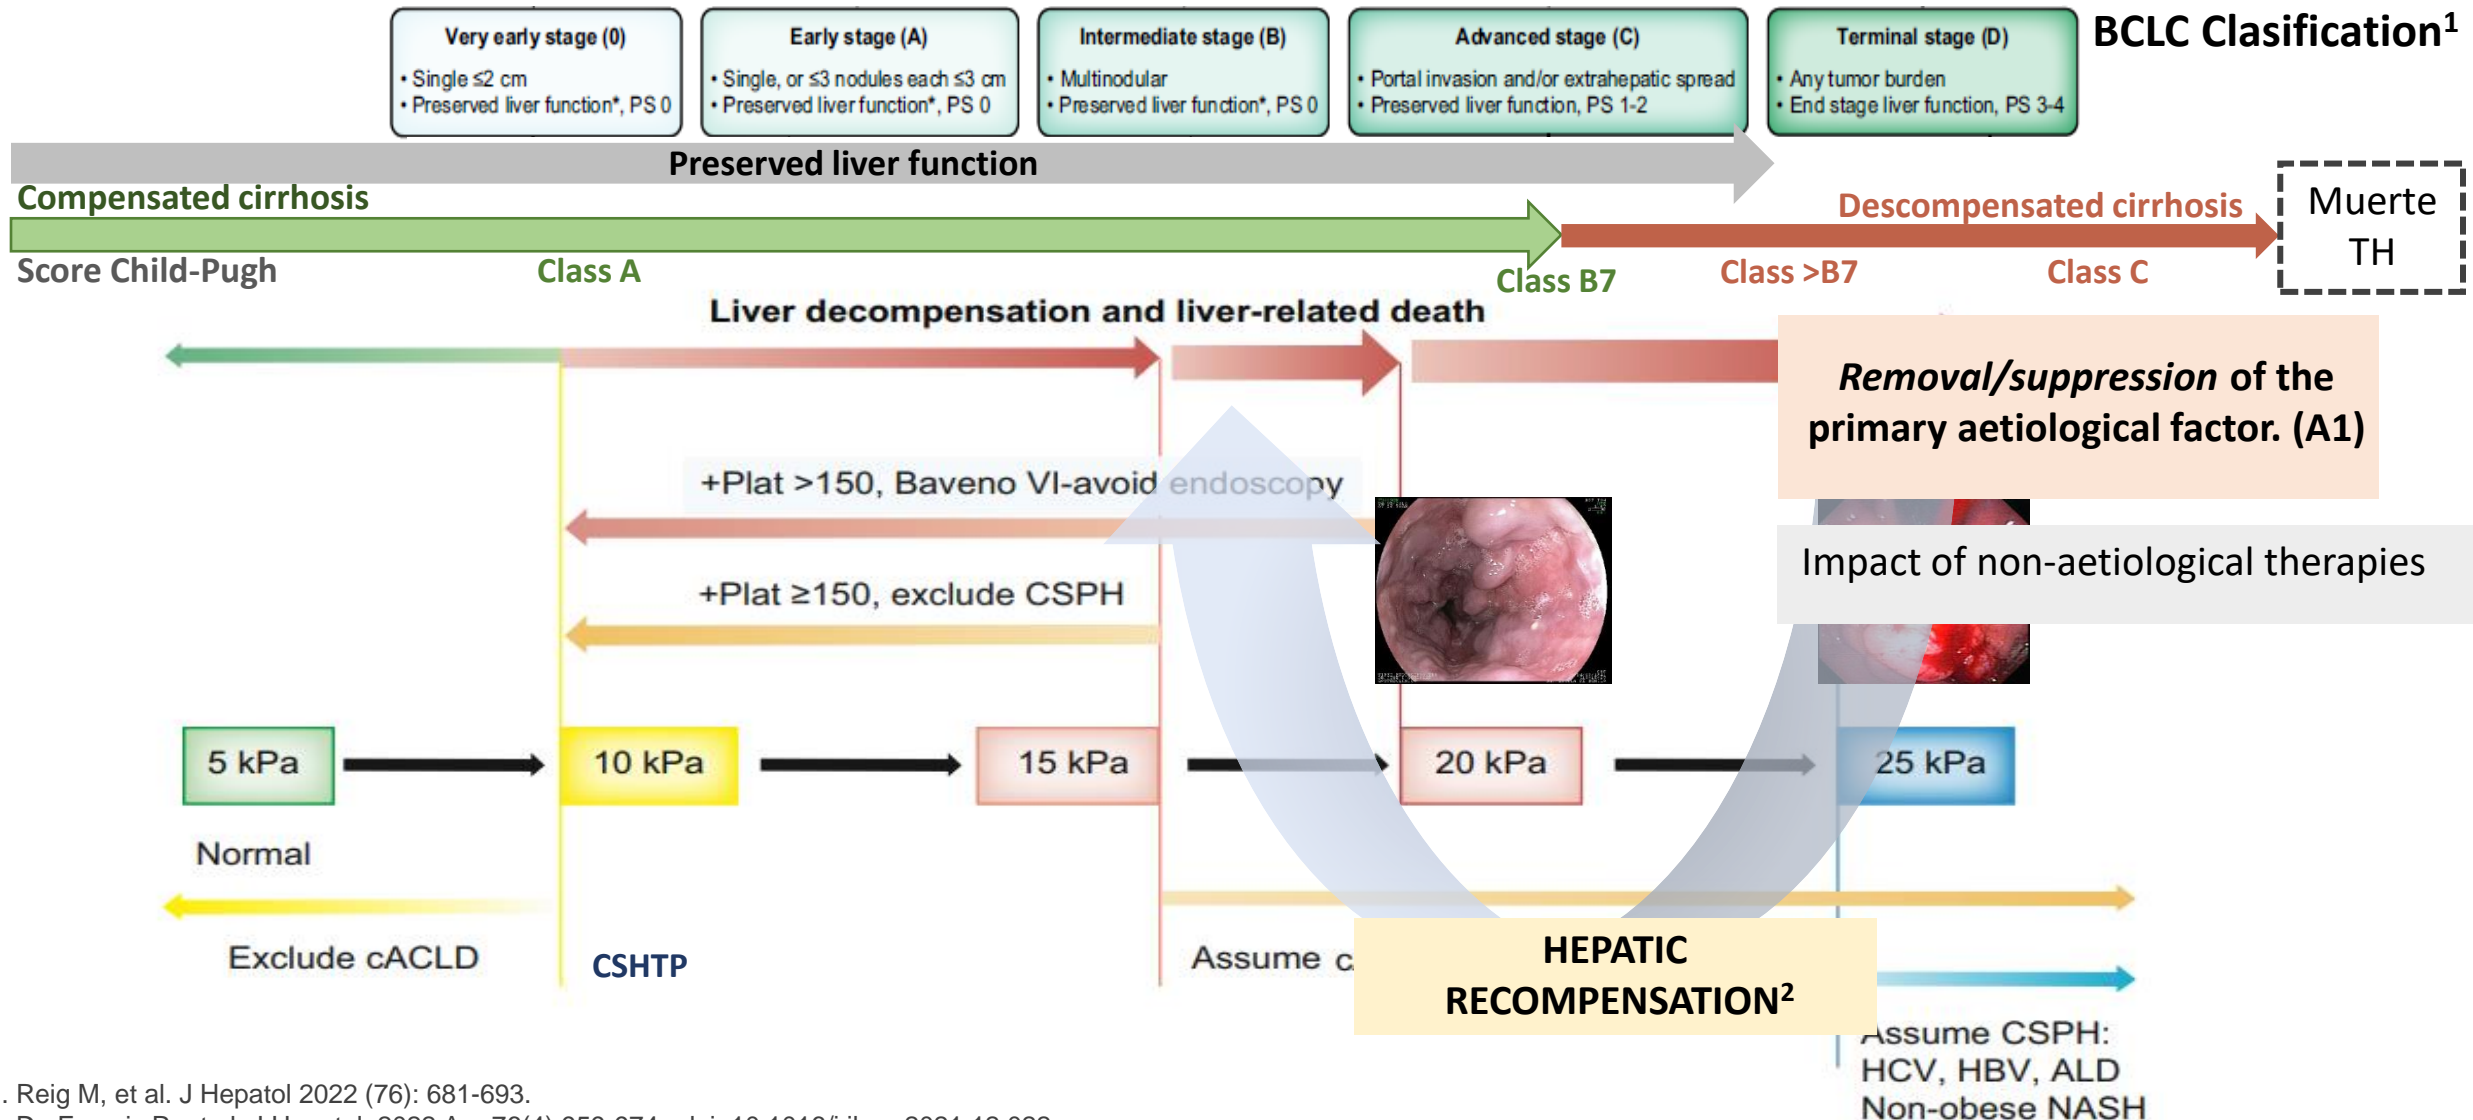 BCLC Clasification1
Very early stage (0)
• Single ≤2 cm
• Preserved liver function*, PS 0
Early stage (A)
• Single, or ≤3 nodules each ≤3 cm
• Preserved liver function*, PS 0
Intermediate stage (B)
• Multinodular
• Preserved liver function*, PS 0
Advanced stage (C)
• Portal invasion and/or extrahepatic spread
• Preserved liver function, PS 1-2
Terminal stage (D)
• Any tumor burden
• End stage liver function, PS 3-4
Preserved liver function
Compensated cirrhosis
Descompensated cirrhosis
Muerte
TH
Score Child-Pugh
Class A
Class B7
Class >B7
Class C
Liver decompensation and liver-related death
Removal/suppression of the
primary aetiological factor. (A1)
+Plat >150, Baveno VI-avoid endoscopy
Impact of non-aetiological therapies
+Plat ≥150, exclude CSPH
5 kPa
10 kPa
15 kPa
20 kPa
25 kPa
Normal
Exclude cACLD
CSHTP
Assume
HEPATIC
RECOMPENSATION2
Assume CSPH:
HCV, HBV, ALD
Non-obese NASH
. Reig M, et al. J Hepatol 2022 (76): 681-693.